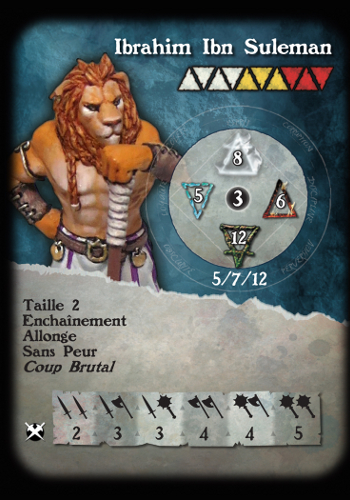 Ibrahim Ibn Suleman
8
5
3
6
12
5/7/12
Taille 2
Enchaînement
Allonge
Sans Peur
Coup Brutal
2 3 3 4 4 5